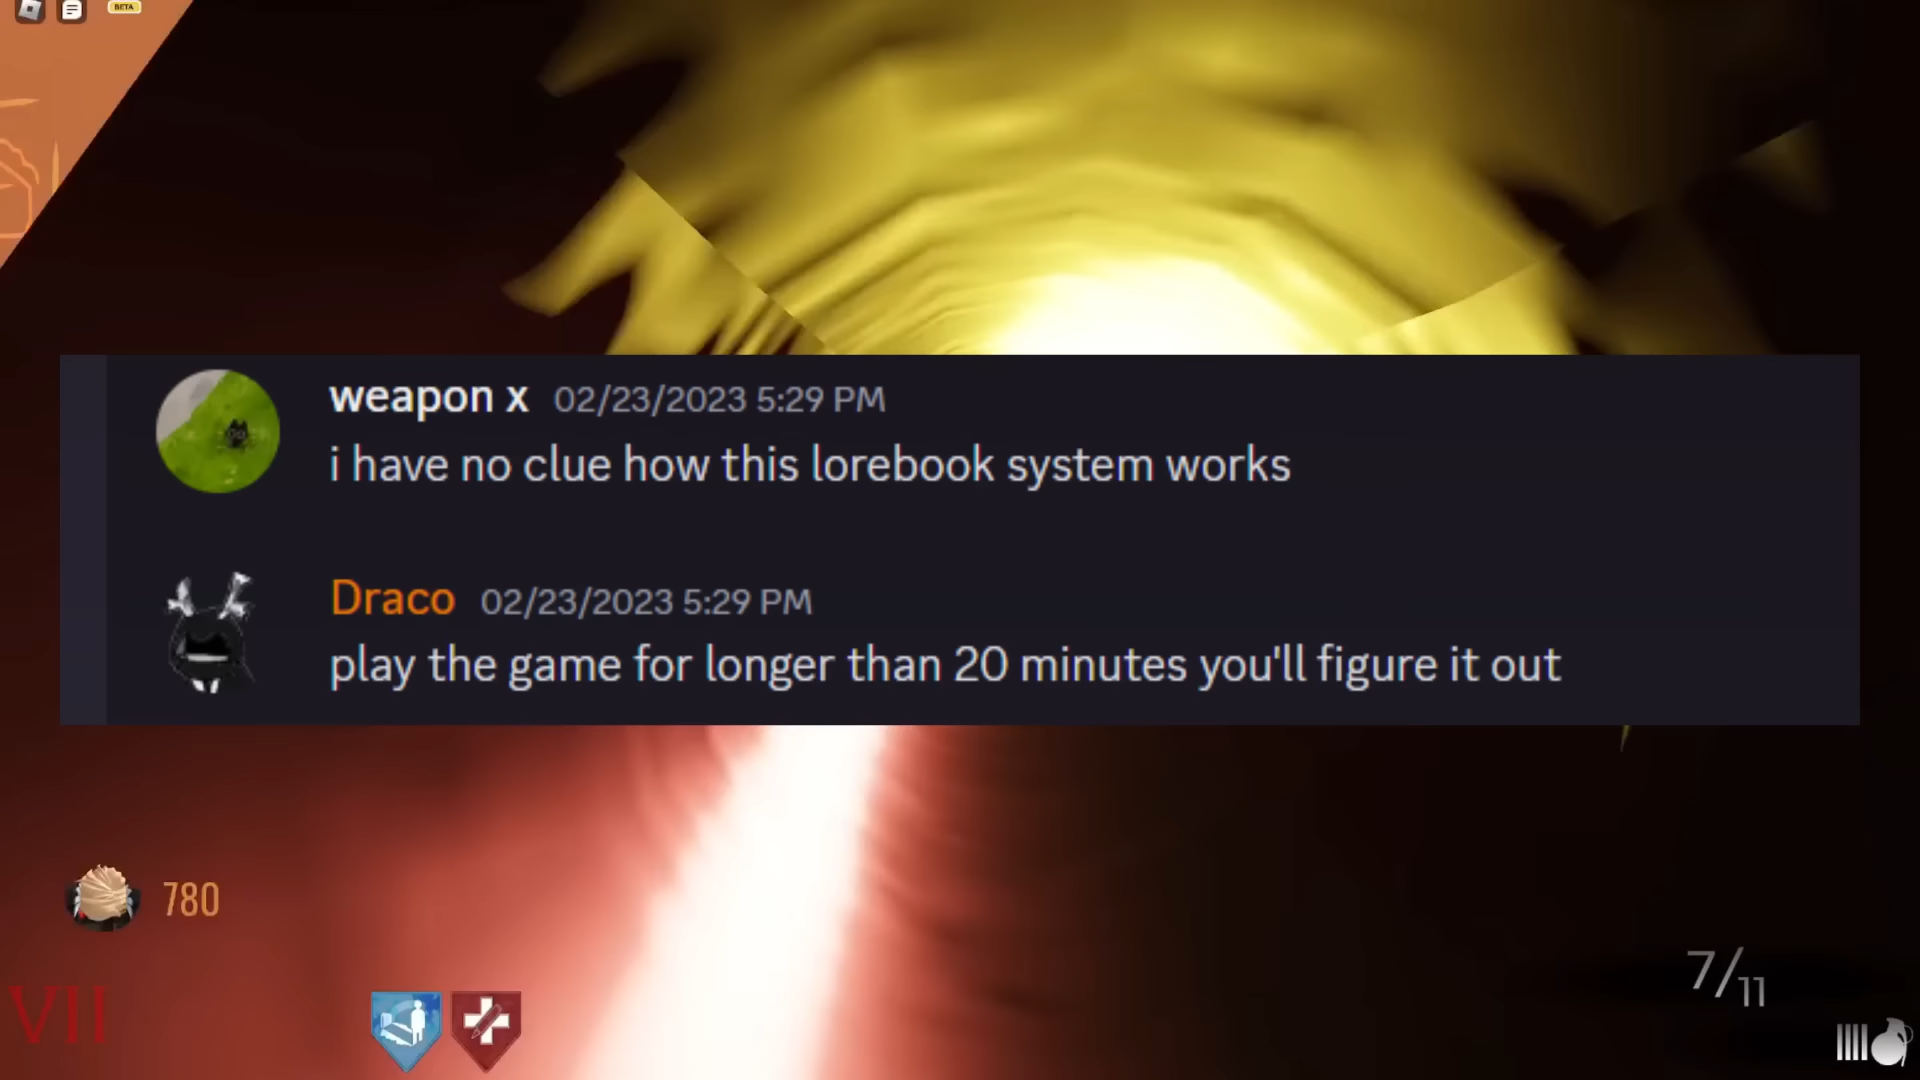 BETA
weapon x 02/23/2023 5:29 PM
i have no clue how this lorebook system works
Draco 02/23/2023 5:29 PM
play the game for longer than 20 minutes you'll figure it out
780
VII
7/11